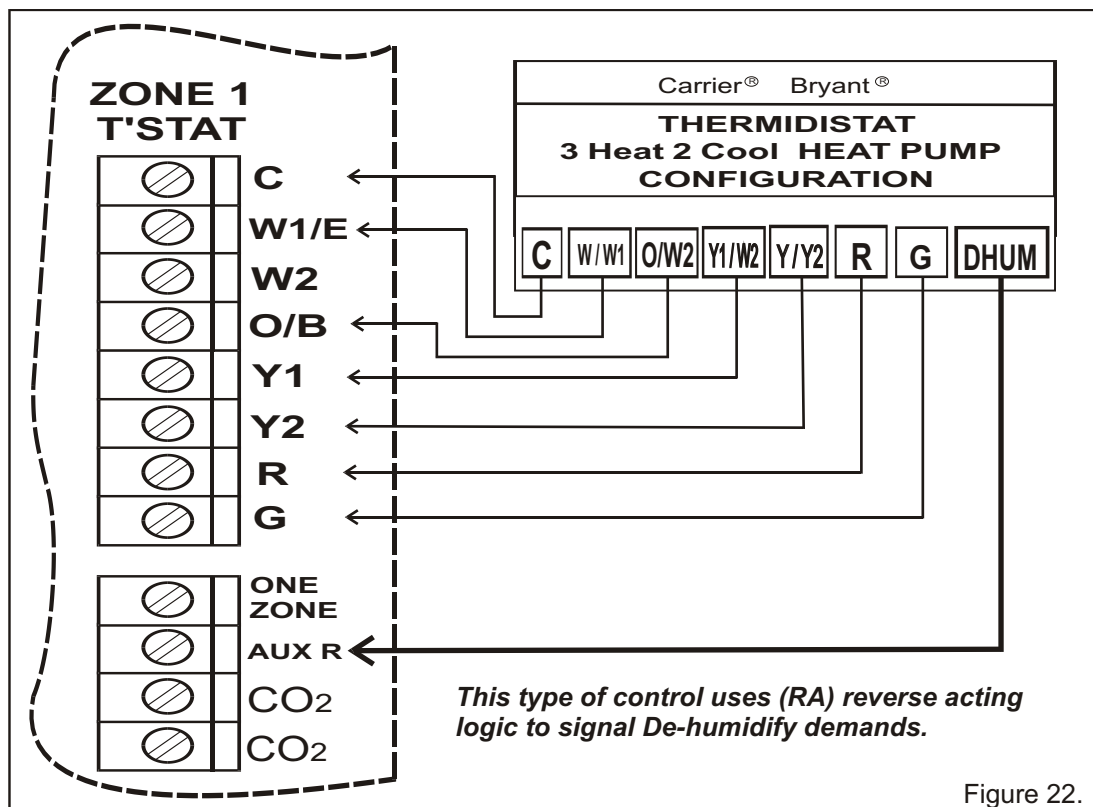 ZONE 1
T'STAT
C
W1/E
W2
O/B
Y1
Y2
R
G
ONE
ZONE
AUX R
CO2
CO2
Carrier® Bryant®
THERMIDISTAT
3 Heat 2 Cool HEAT PUMP
CONFIGURATION
C W/W1 O/W2 Y1/W2 Y/Y2 R G DHUM
This type of control uses (RA) reverse acting
logic to signal De-humidify demands.
Figure 22.